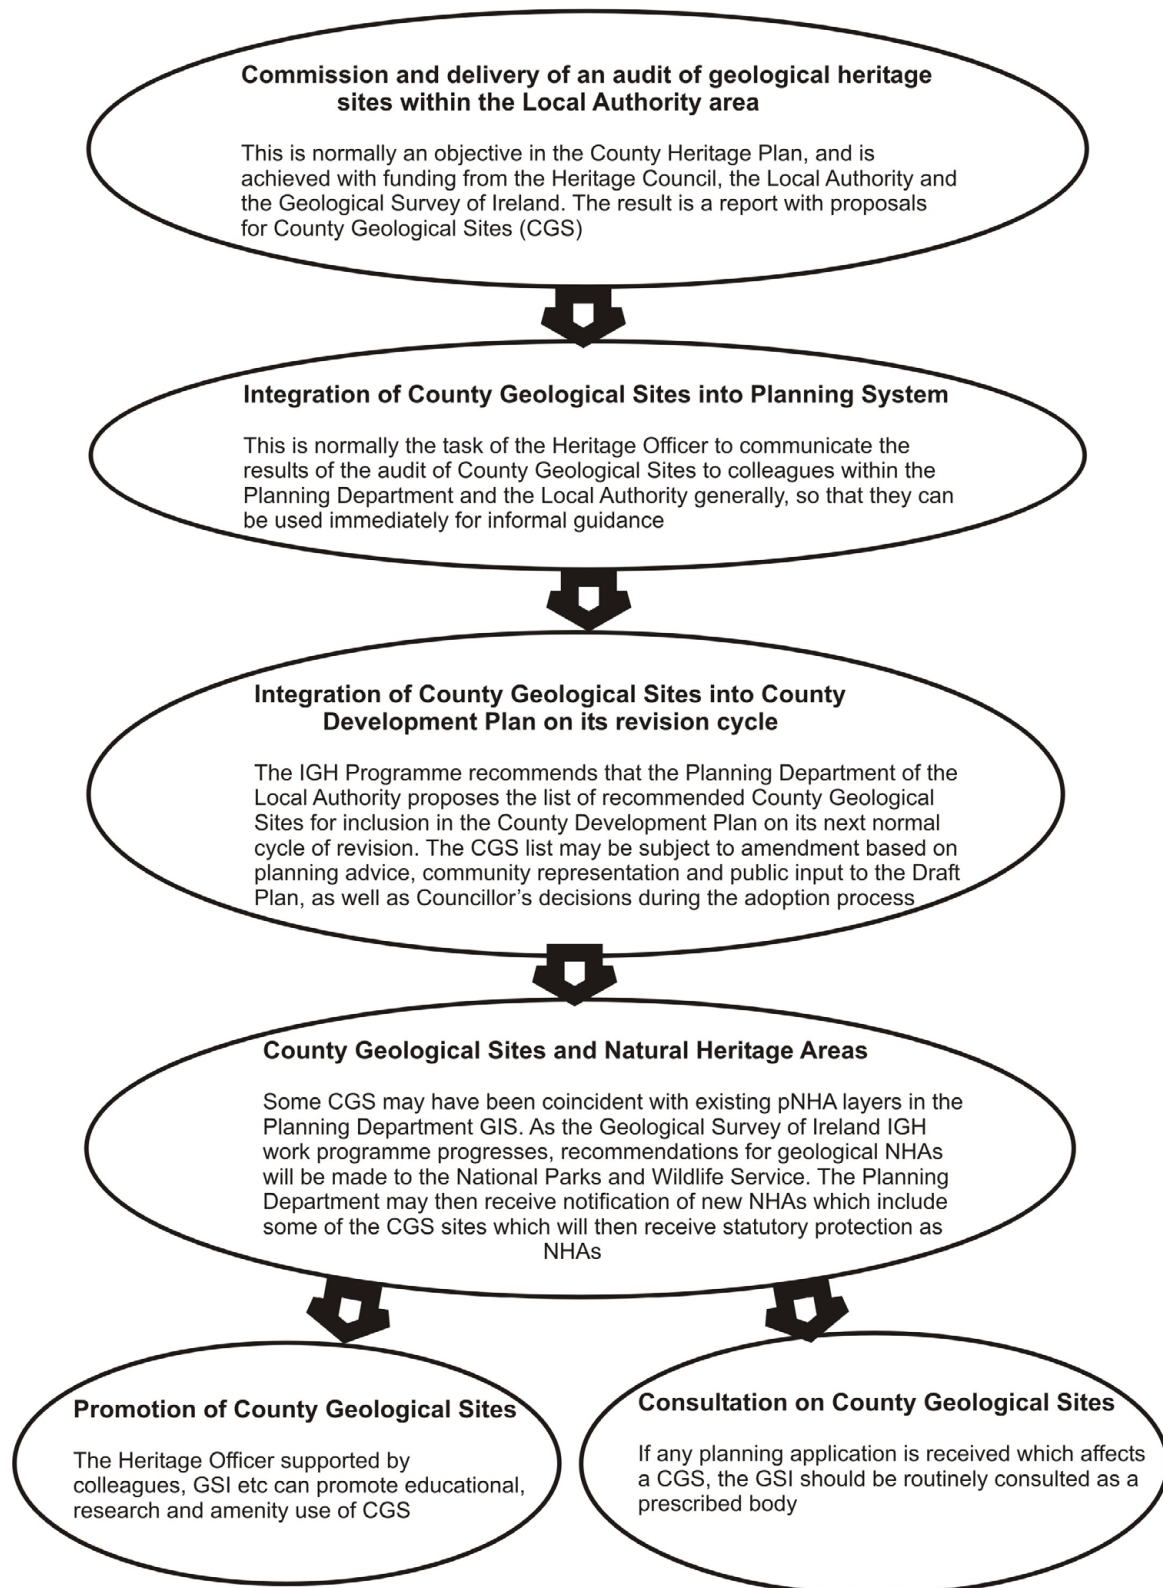 Commission and delivery of an audit of geological heritage
sites within the Local Authority area
This is normally an objective in the County Heritage Plan, and is
achieved with funding from the Heritage Council, the Local Authority and
the Geological Survey of Ireland. The result is a report with proposals
for County Geological Sites (CGS)
Integration of County Geological Sites into Planning System
This is normally the task of the Heritage Officer to communicate the
results of the audit of County Geological Sites to colleagues within the
Planning Department and the Local Authority generally, so that they can
be used immediately for informal guidance
Integration of County Geological Sites into County
Development Plan on its revision cycle
The IGH Programme recommends that the Planning Department of the
Local Authority proposes the list of recommended County Geological
Sites for inclusion in the County Development Plan on its next normal
cycle of revision. The CGS list may be subject to amendment based on
planning advice, community representation and public input to the Draft
Plan, as well as Councillor's decisions during the adoption process
County Geological Sites and Natural Heritage Areas
Some CGS may have been coincident with existing pNHA layers in the
Planning Department GIS. As the Geological Survey of Ireland IGH
work programme progresses, recommendations for geological NHAs
will be made to the National Parks and Wildlife Service. The Planning
Department may then receive notification of new NHAs which include
some of the CGS sites which will then receive statutory protection as
NHAs
Promotion of County Geological Sites
The Heritage Officer supported by
colleagues, GSI etc can promote educational,
research and amenity use of CGS
Consultation on County Geological Sites
If any planning application is received which affects
a CGS, the GSI should be routinely consulted as a
prescribed body